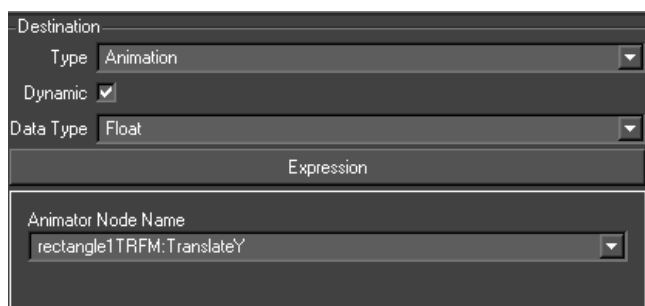 Destination
Type Animation
Dynamic
Data Type Float
Expression
Animator Node Name
rectangle1TRFM:TranslateY